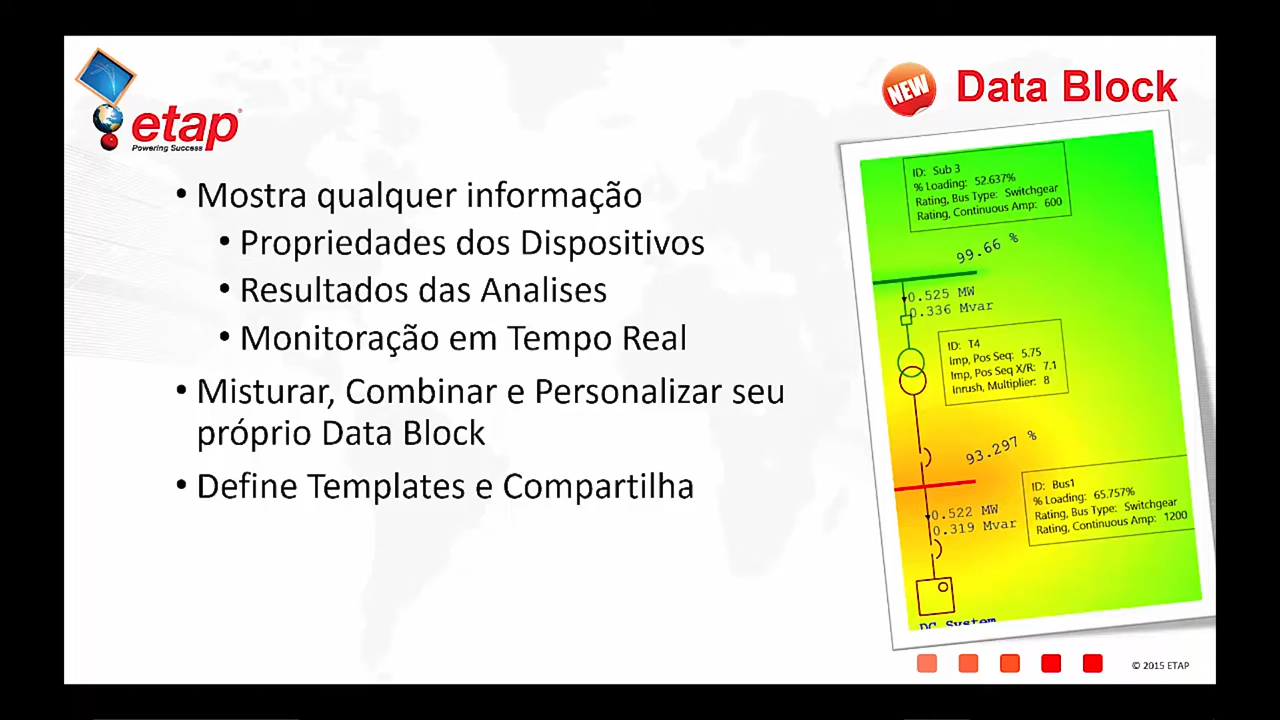 etap
Powering Success
NEW
Data Block
• Mostra qualquer informação
• Propriedades dos Dispositivos
• Resultados das Analises
• Monitoração em Tempo Real
• Misturar, Combinar e Personalizar seu
próprio Data Block
• Define Templates e Compartilha
ID: Sub 3
% Loading: 52.637%
Rating, Bus Type: Switchgear
Rating, Continuous Amp: 600
99.66 %
0.525 MW
0.336 Mvar
ID: T4
Imp, Pos Seq: 5.75
Imp, Pos Seq X/R: 7.1
Inrush, Multiplier: 8
93.297 %
ID: Bus1
% Loading: 65.757%
Rating, Bus Type: Switchgear
Rating, Continuous Amp: 1200
0.522 MW
0.319 Mvar
DC System
© 2015 ETAP